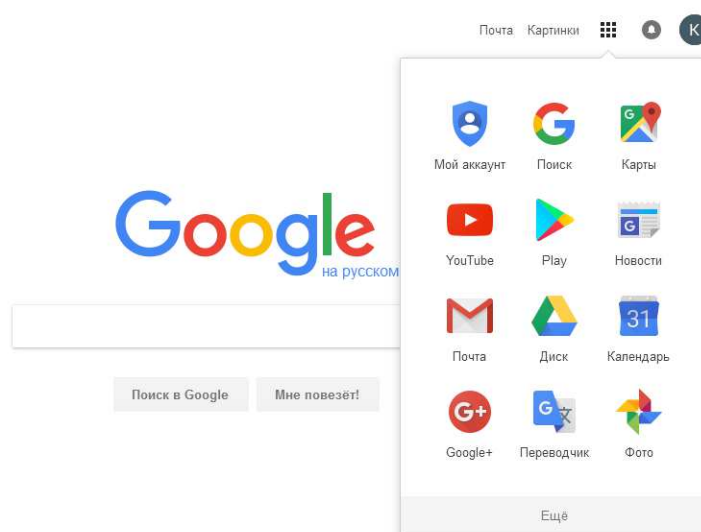 Почта Картинки K
Мой аккаунт Поиск Карты
YouTube Play Новости
31
Почта Диск Календарь
G+
Google+ Переводчик Фото
Ещё
Google
на русском
Поиск в Google Мне повезёт!